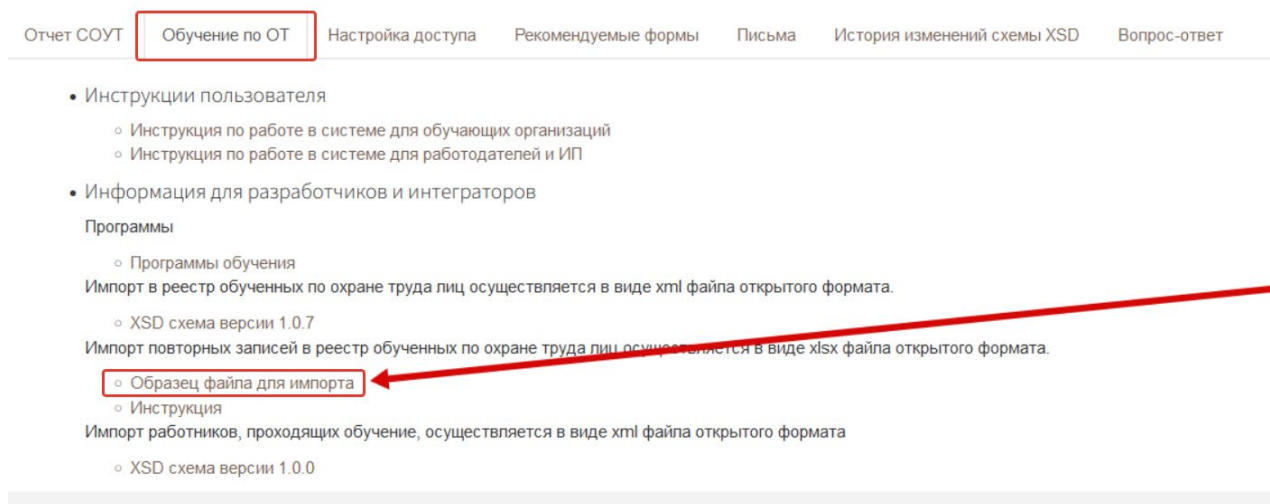 Отчет СОУТ Обучение по ОТ Настройка доступа Рекомендуемые формы Письма История изменений схемы XSD Вопрос-ответ
• Инструкции пользователя
◦ Инструкция по работе в системе для обучающих организаций
◦ Инструкция по работе в системе для работодателей и ИП
• Информация для разработчиков и интеграторов
Программы
◦ Программы обучения
Импорт в реестр обученных по охране труда лиц осуществляется в виде xml файла открытого формата.
◦ XSD схема версии 1.0.7
Импорт повторных записей в реестр обученных по охране труда лиц осуществляется в виде xlsx файла открытого формата.
◦ Образец файла для импорта
◦ Инструкция
Импорт работников, проходящих обучение, осуществляется в виде xml файла открытого формата
◦ XSD схема версии 1.0.0